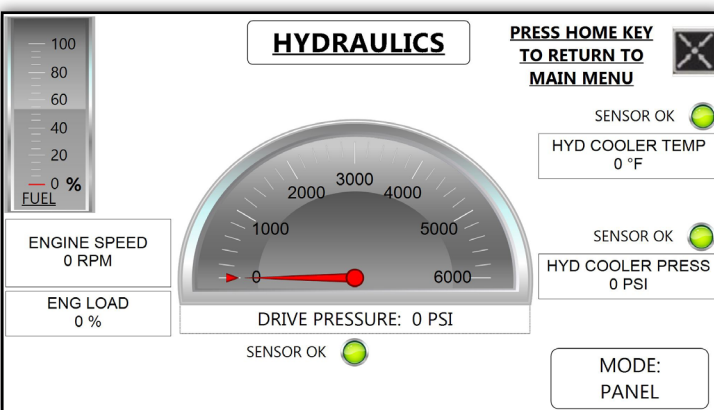 HYDRAULICS
PRESS HOME KEY
TO RETURN TO
MAIN MENU
100
80
60
40
20
0 %
FUEL
ENGINE SPEED
0 RPM
ENG LOAD
0 %
0
1000
2000
3000
4000
5000
6000
DRIVE PRESSURE: 0 PSI
SENSOR OK
SENSOR OK
HYD COOLER TEMP
0 °F
SENSOR OK
HYD COOLER PRESS
0 PSI
MODE:
PANEL